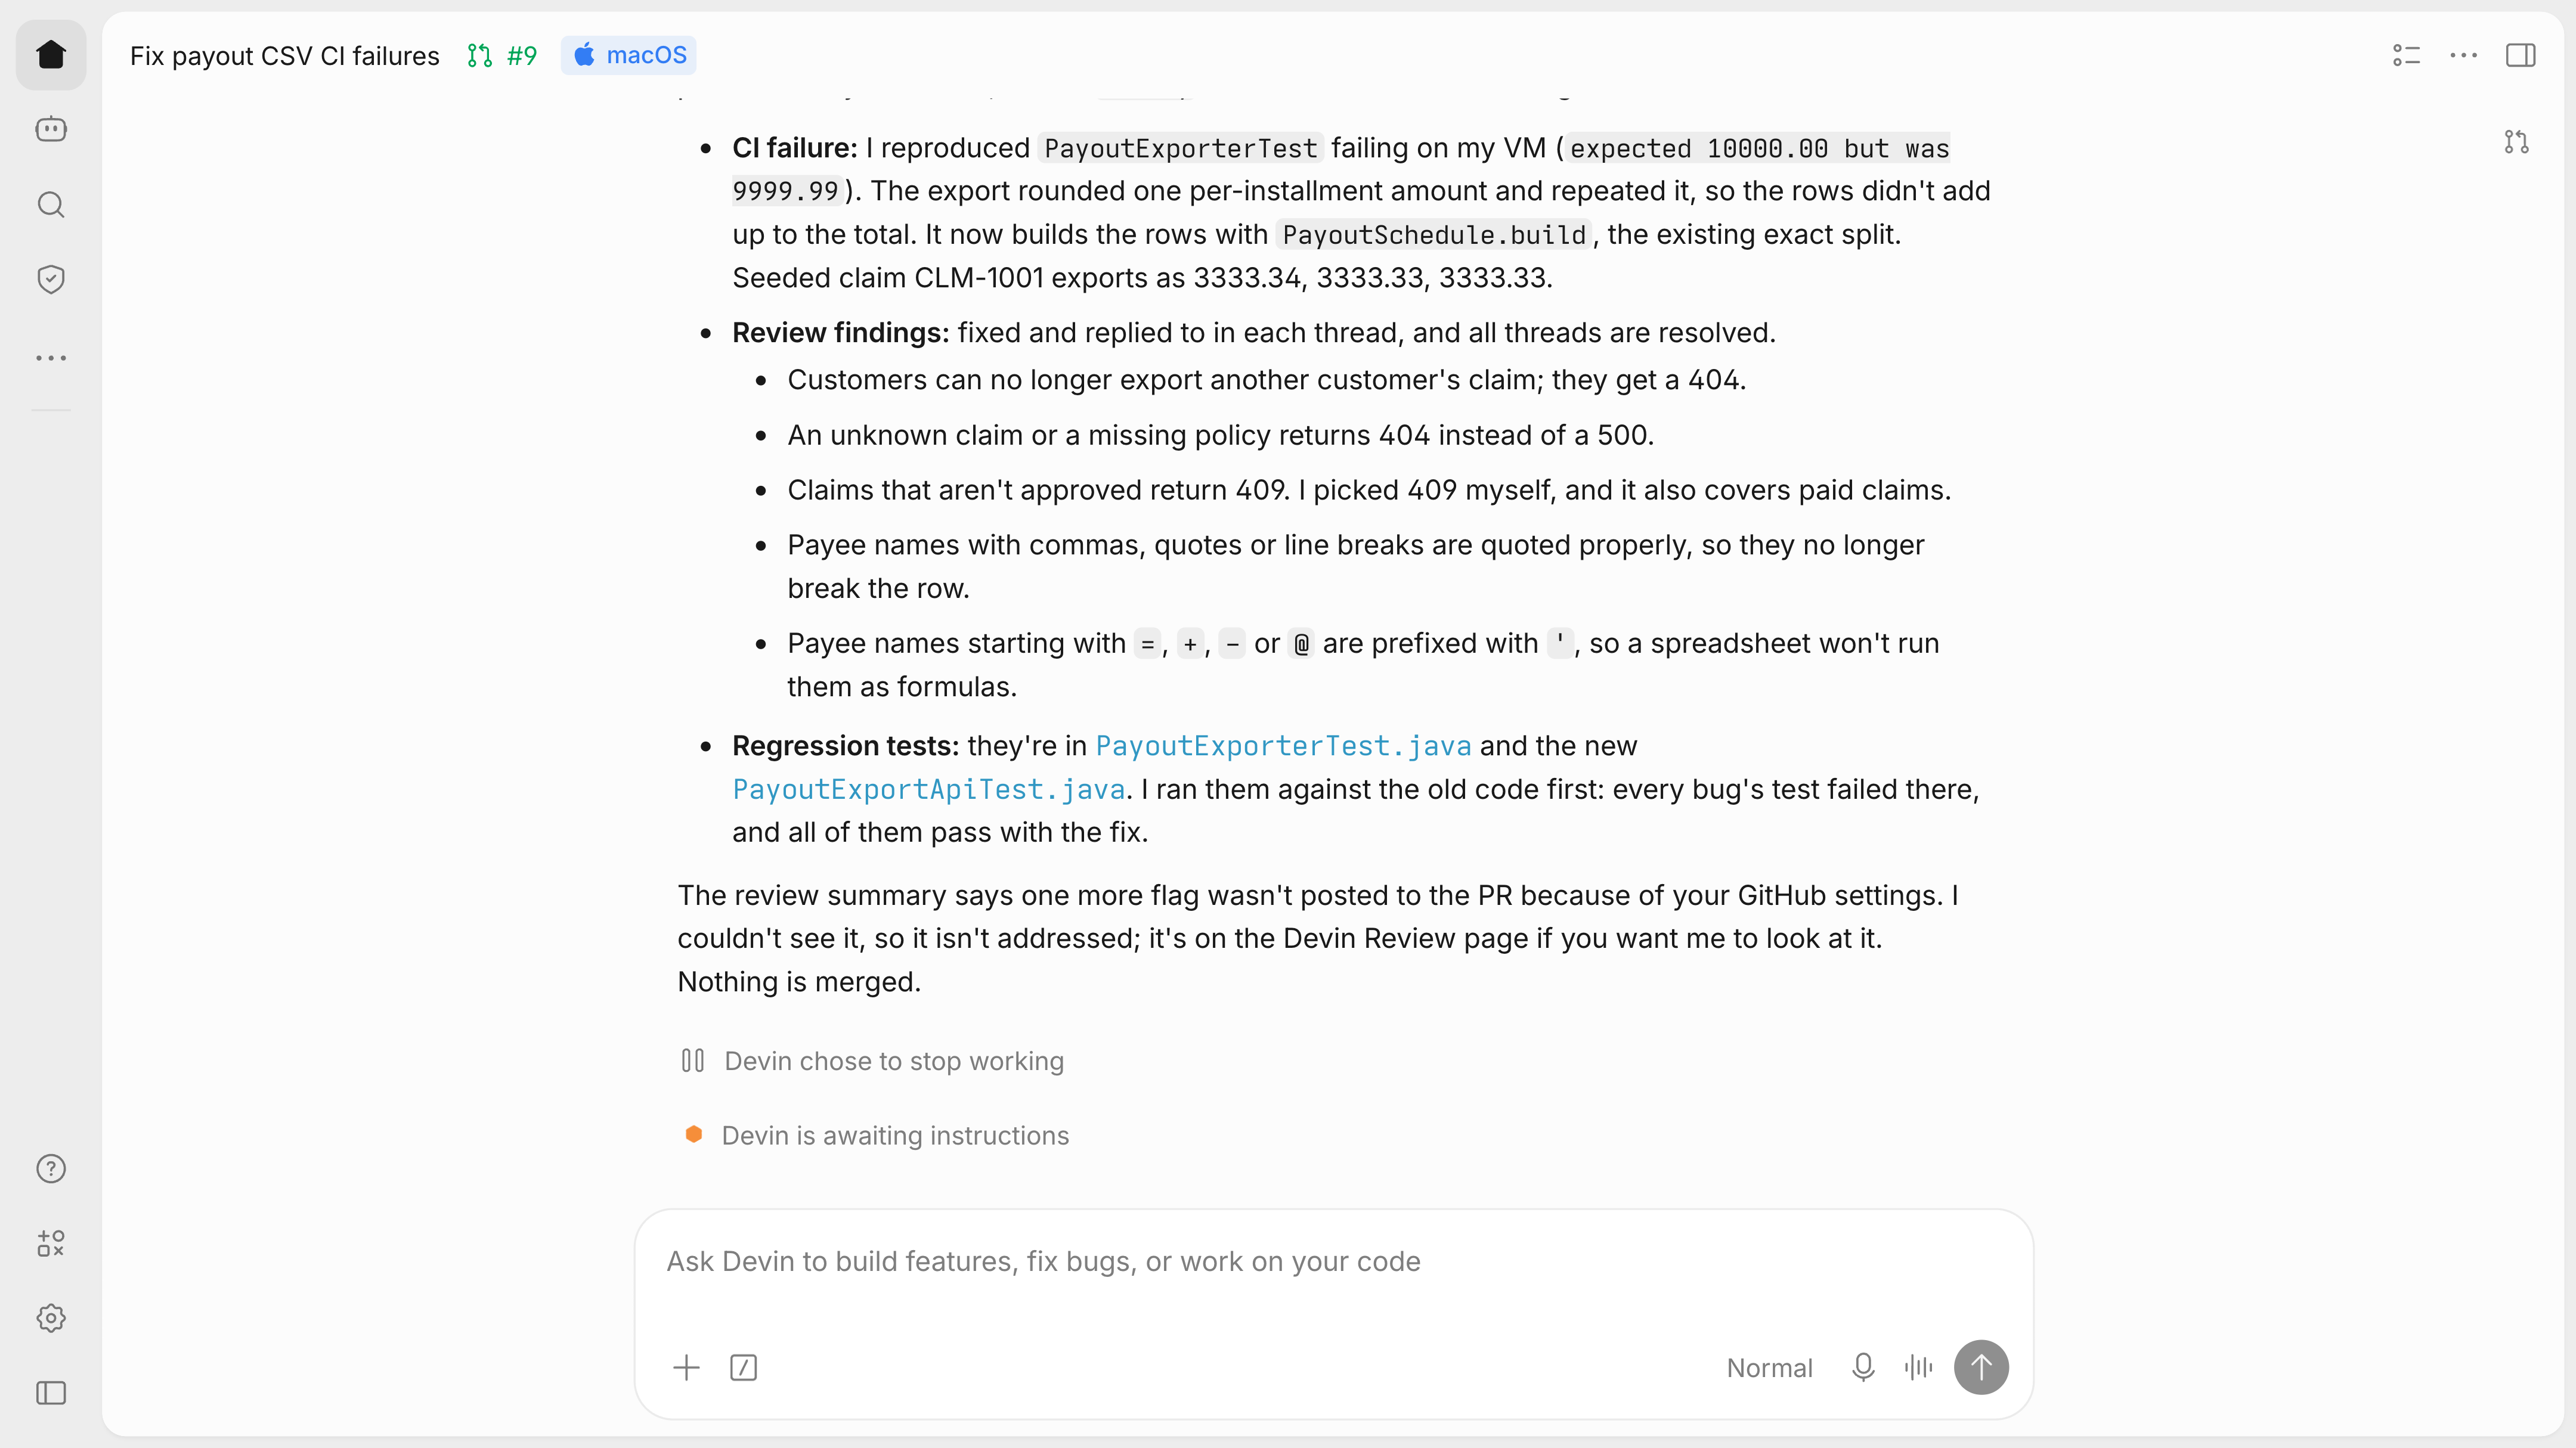 Fix payout CSV CI failures #9 macOS
CI failure: I reproduced PayoutExporterTest failing on my VM (expected 10000.00 but was
9999.99). The export rounded one per-installment amount and repeated it, so the rows didn't add
up to the total. It now builds the rows with PayoutSchedule.build, the existing exact split.
Seeded claim CLM-1001 exports as 3333.34, 3333.33, 3333.33.
Review findings: fixed and replied to in each thread, and all threads are resolved.
Customers can no longer export another customer's claim; they get a 404.
An unknown claim or a missing policy returns 404 instead of a 500.
Claims that aren't approved return 409. I picked 409 myself, and it also covers paid claims.
Payee names with commas, quotes or line breaks are quoted properly, so they no longer
break the row.
Payee names starting with =, +, - or @ are prefixed with ', so a spreadsheet won't run
them as formulas.
Regression tests: they're in PayoutExporterTest.java and the new
PayoutExportApiTest.java. I ran them against the old code first: every bug's test failed there,
and all of them pass with the fix.
The review summary says one more flag wasn't posted to the PR because of your GitHub settings. I
couldn't see it, so it isn't addressed; it's on the Devin Review page if you want me to look at it.
Nothing is merged.
Devin chose to stop working
Devin is awaiting instructions
Ask Devin to build features, fix bugs, or work on your code
Normal